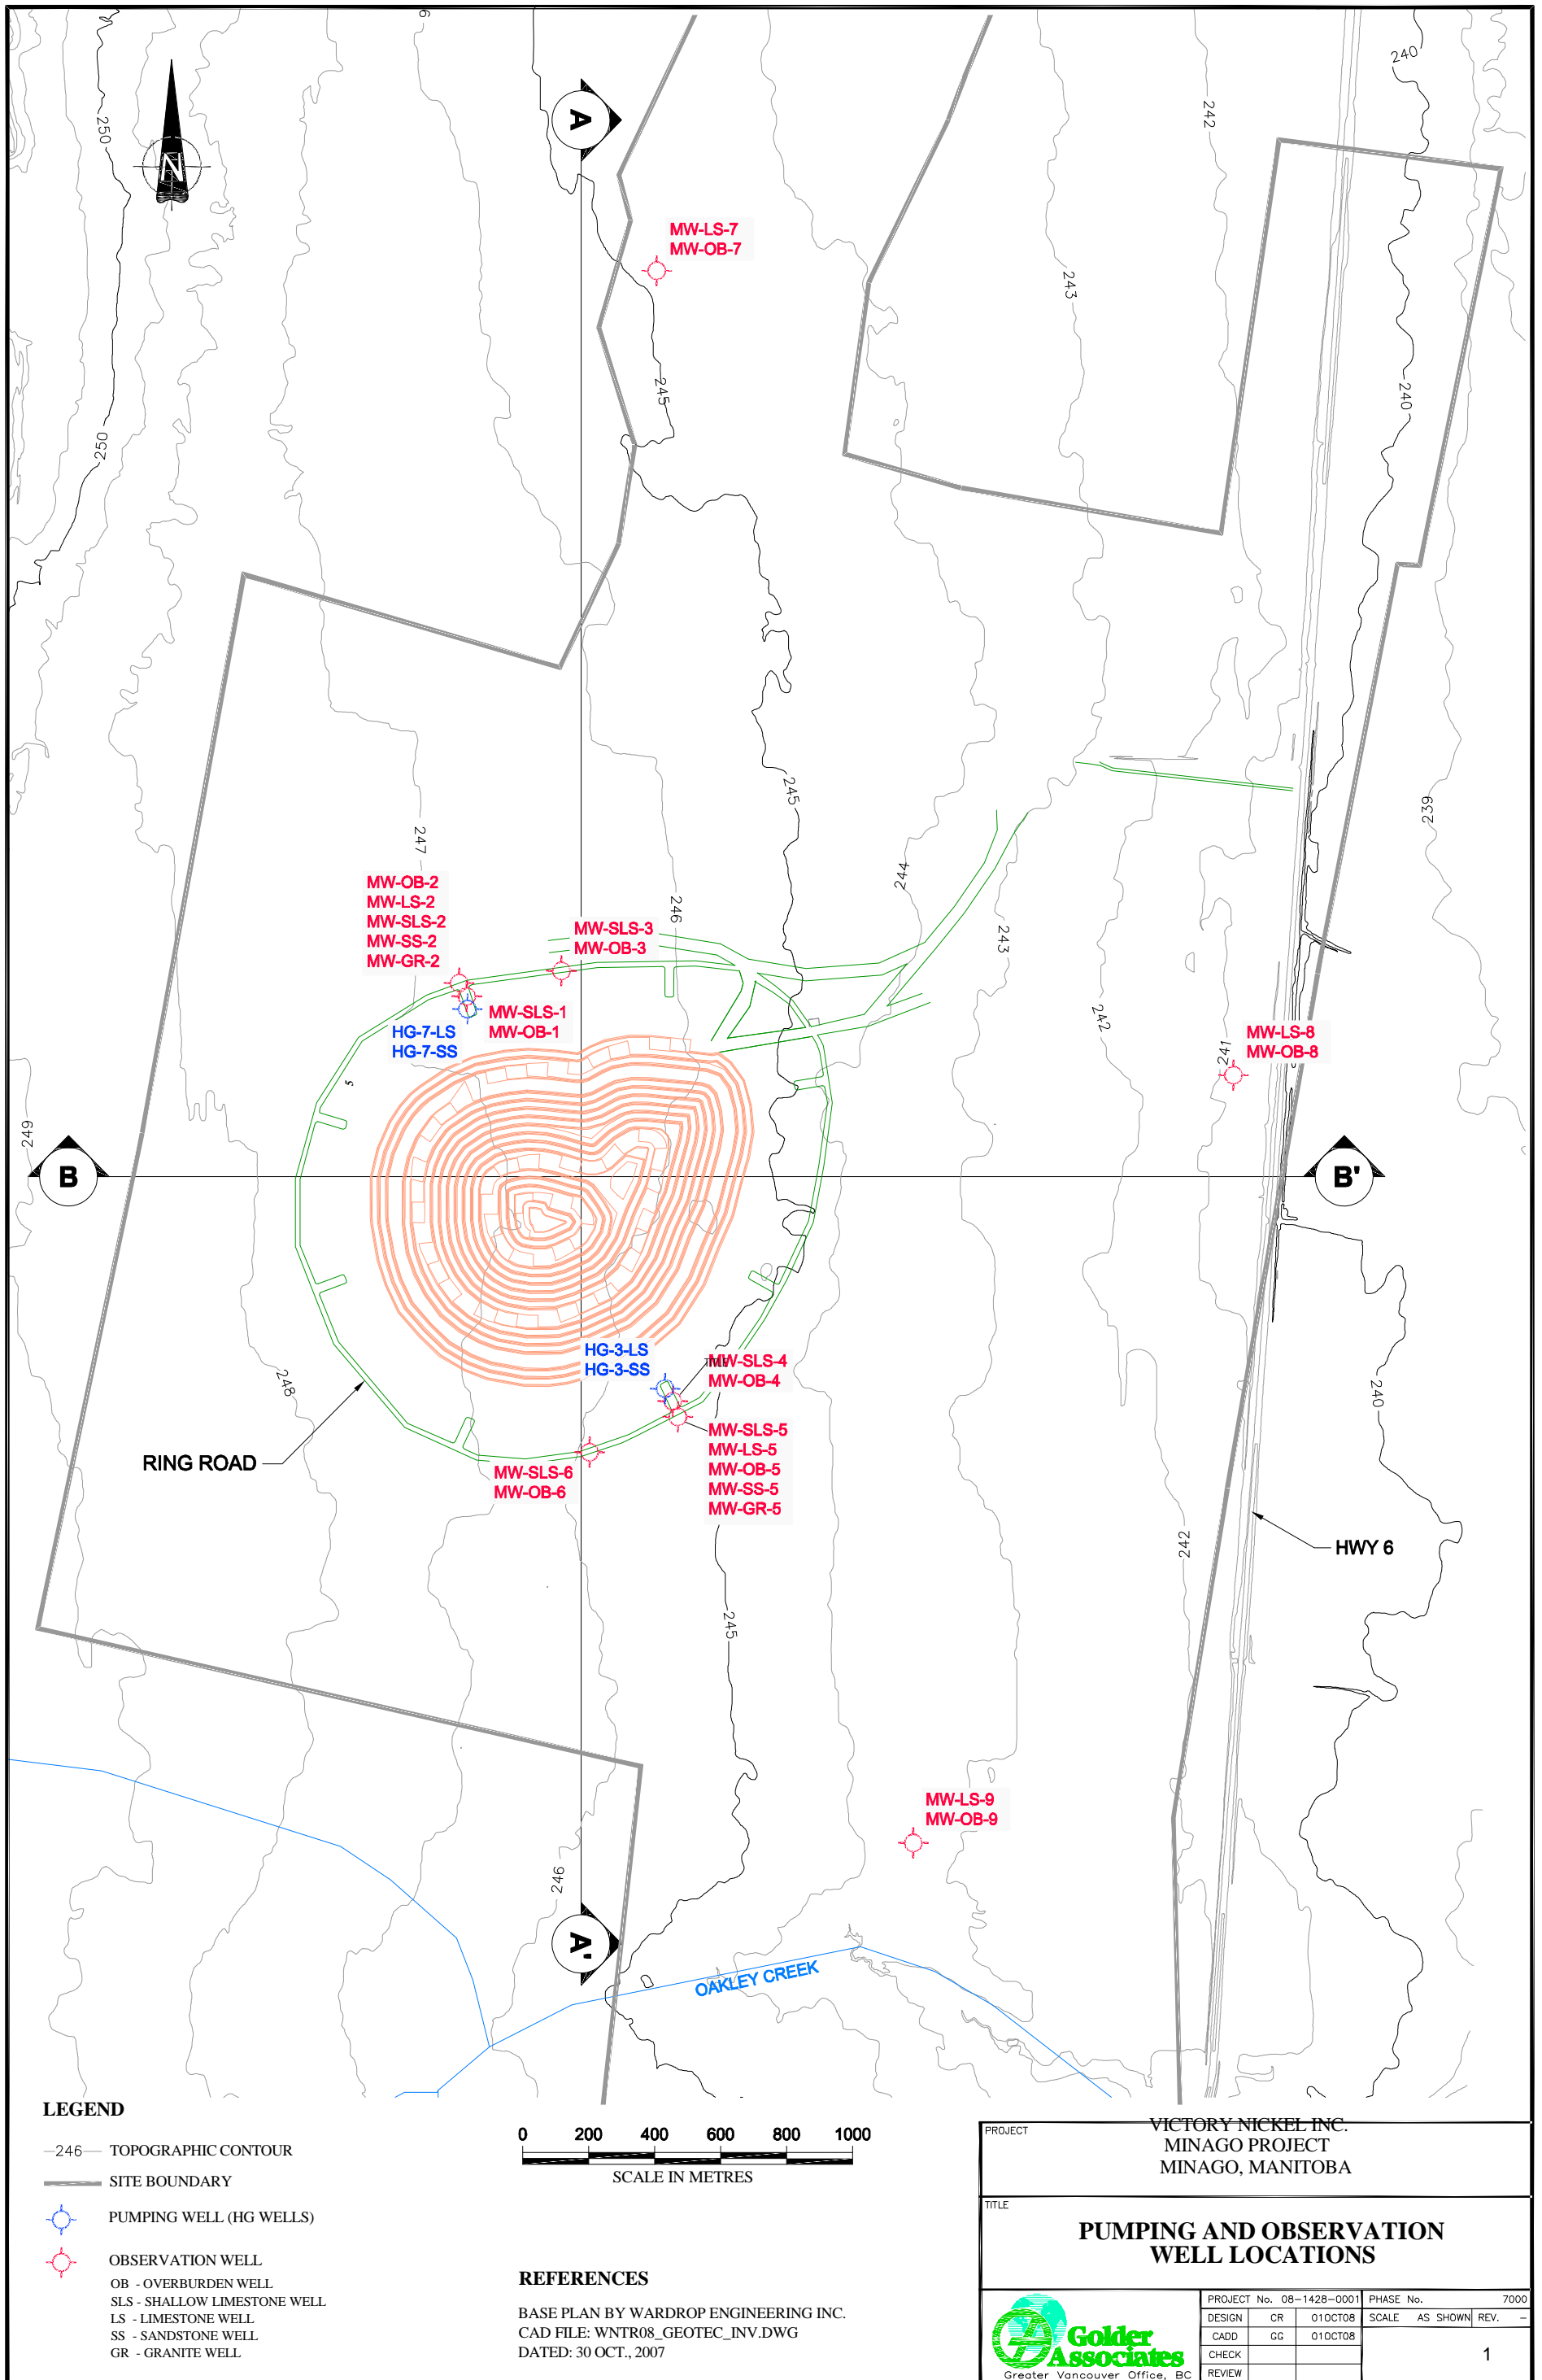 6
240
250
A
242
N
MW-LS-7
MW-OB-7
243
245
240
250
245
239
247
244
MW-OB-2
MW-LS-2
MW-SLS-2
MW-SS-2
MW-GR-2
246
MW-SLS-3
MW-OB-3
243
MW-SLS-1
MW-OB-1
HG-7-LS
HG-7-SS
242
241
MW-LS-8
MW-OB-8
S
249
B
B'
HG-3-LS
HG-3-SS
TITLE
MW-SLS-4
MW-OB-4
248
240
MW-SLS-5
MW-LS-5
MW-OB-5
MW-SS-5
MW-GR-5
RING ROAD
MW-SLS-6
MW-OB-6
242
HWY 6
245
MW-LS-9
MW-OB-9
246
A'
OAKLEY CREEK
LEGEND
246 TOPOGRAPHIC CONTOUR
SITE BOUNDARY
PUMPING WELL (HG WELLS)
OBSERVATION WELL
OB - OVERBURDEN WELL
SLS - SHALLOW LIMESTONE WELL
LS - LIMESTONE WELL
SS - SANDSTONE WELL
GR - GRANITE WELL
0 200 400 600 800 1000
SCALE IN METRES
REFERENCES
BASE PLAN BY WARDROP ENGINEERING INC.
CAD FILE: WNTR08_GEOTEC_INV.DWG
DATED: 30 OCT., 2007
PROJECT
VICTORY NICKEL INC.
MINAGO PROJECT
MINAGO, MANITOBA
TITLE
PUMPING AND OBSERVATION
WELL LOCATIONS
Golder
Associates
Greater Vancouver Office, BC
PROJECT No. 08-1428-0001 PHASE No. 7000
DESIGN CR 01OCT08 SCALE AS SHOWN REV. -
CADD GG 01OCT08
CHECK
REVIEW
1